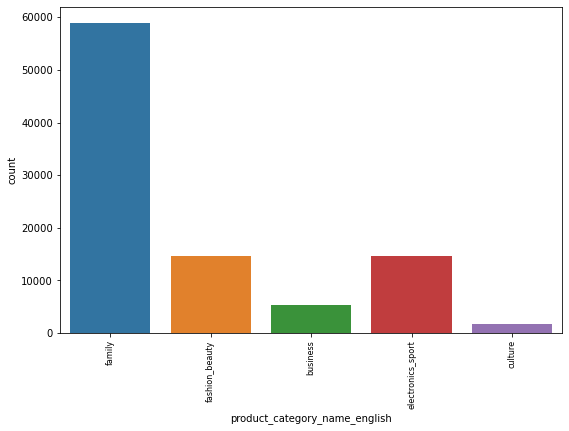 60000
50000
40000
30000
20000
10000
0
count
family
fashion_beauty
business
electronics_sport
culture
product_category_name_english